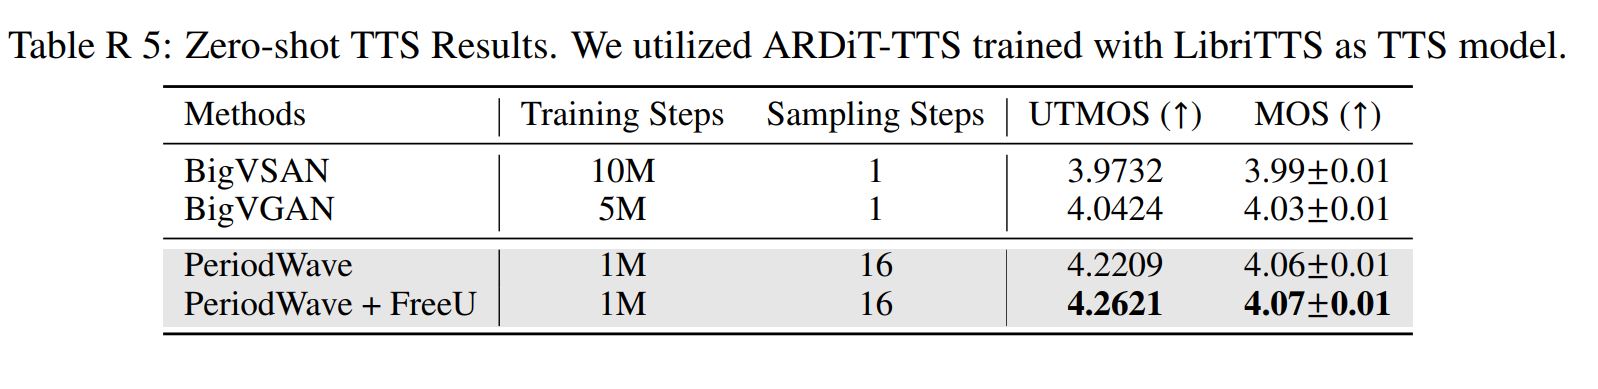 Table R 5: Zero-shot TTS Results. We utilized ARDiT-TTS trained with LibriTTS as TTS model.
Methods Training Steps Sampling Steps UTMOS (↑) MOS (↑)
BigVSAN 10M 1 3.9732 3.99±0.01
BigVGAN 5M 1 4.0424 4.03±0.01
PeriodWave 1M 16 4.2209 4.06±0.01
PeriodWave + FreeU 1M 16 4.2621 4.07±0.01